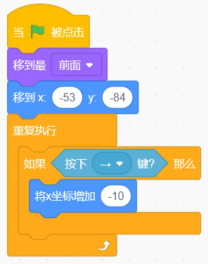 当 被点击
移到最 前面
移到 x: -53 y: -84
重复执行
如果 按下 → 键? 那么
将x坐标增加 -10